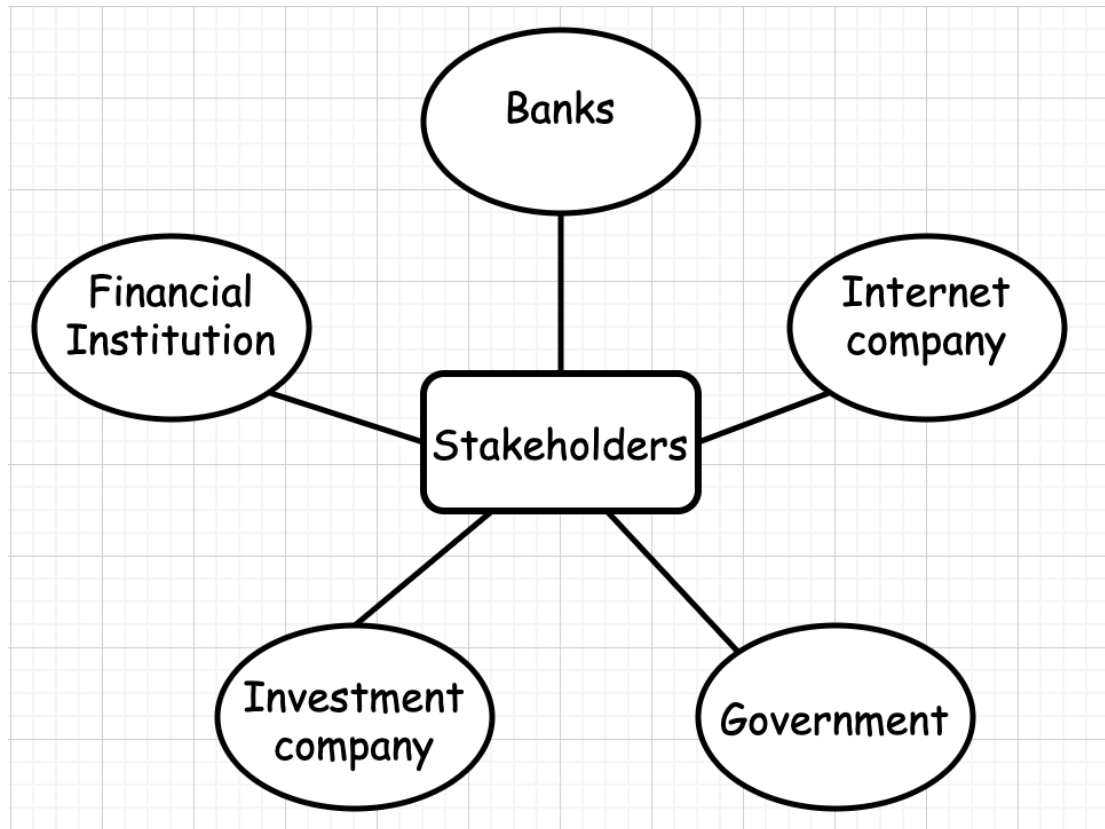 Banks
Financial
Institution
Internet
company
Stakeholders
Investment
company
Government